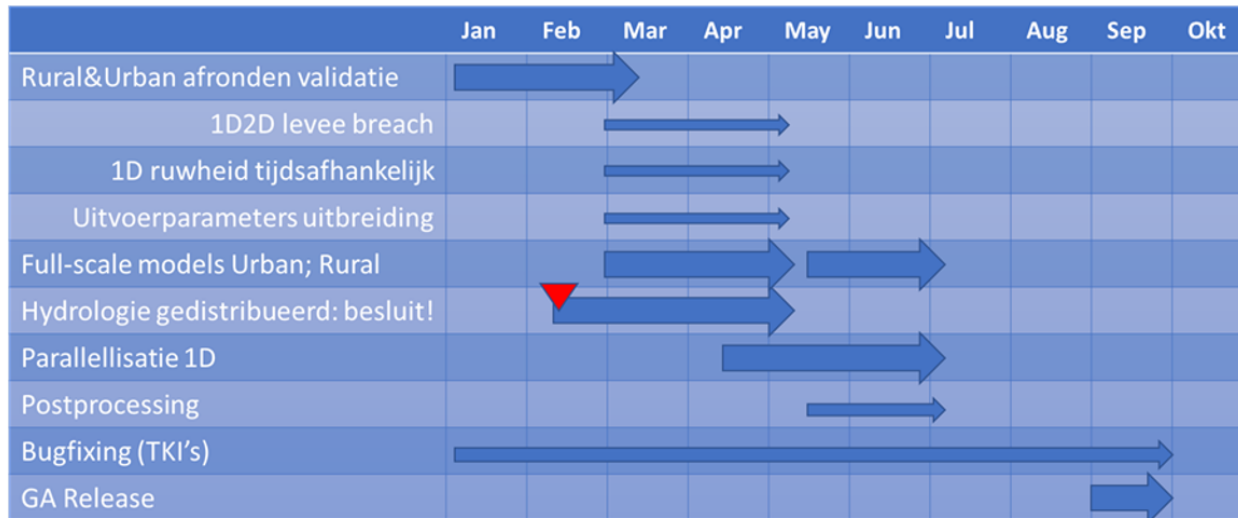 Jan Feb Mar Apr May Jun Jul Aug Sep Okt
Rural&Urban afronden validatie
1D2D levee breach
1D ruwheid tijdsafhankelijk
Uitvoerparameters uitbreiding
Full-scale models Urban; Rural
Hydrologie gedistribueerd: besluit!
Parallellisatie 1D
Postprocessing
Bugfixing (TKI’s)
GA Release